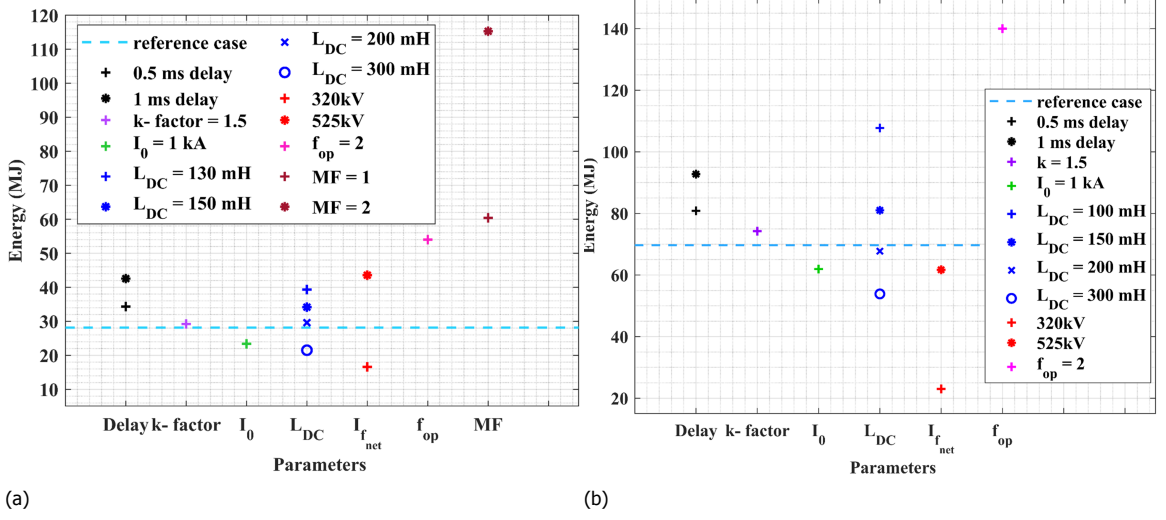 120
110
100
90
80
70
60
50
40
30
20
10
Energy (MJ)
reference case
0.5 ms delay
1 ms delay
k- factor = 1.5
I0 = 1 kA
LDC = 130 mH
LDC = 150 mH
LDC = 200 mH
LDC = 300 mH
320kV
525kV
fop = 2
MF = 1
MF = 2
Delay k- factor I0 LDC Ifnet fop MF
Parameters
(a)
140
120
100
80
60
40
20
Energy (MJ)
reference case
0.5 ms delay
1 ms delay
k = 1.5
I0 = 1 kA
LDC = 100 mH
LDC = 150 mH
LDC = 200 mH
LDC = 300 mH
320kV
525kV
fop = 2
Delay k- factor I0 LDC Ifnet fop
Parameters
(b)